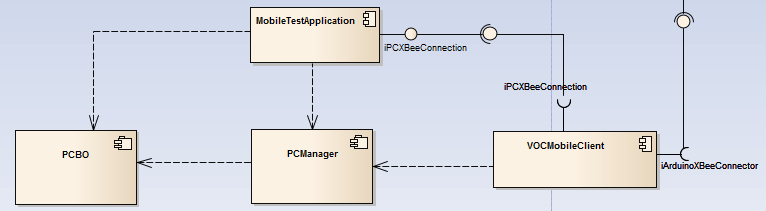 MobileTestApplication
iPCXBeeConnection
iPCXBeeConnection
PCBO
PCManager
VOCMobileClient
iArduinoXBeeConnector